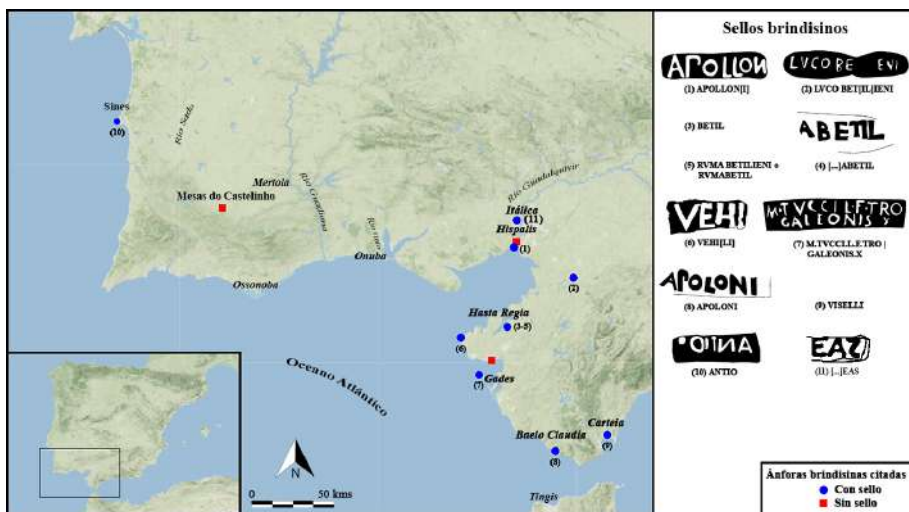 Sines
(10)
Río Sado
Mertola
Mesas do Castelinho
Río Guadiana
Río Guadalquivir
Itálica
(11)
Hispalis
(1)
Onuba
Ossonoba
(2)
Hasta Regia
(3-5)
(6)
Gades
(7)
Oceano Atlántico
Carteia
(9)
Baelo Claudia
(8)
Tingis
N
0 50 kms
Sellos brindisinos
APOLLON
(1) APOLLON[I]
LVCO BE ENI
(2) LVCO BET[IL]IENI
(3) BETIL
ABETIL
(4) [...]ABETIL
(5) RVMA BETILIENI o
RVMABETIL
VEHI
(6) VEHI[LI]
M·TVCCI·L·F·TRO
GALEONIS X
(7) M.TVCCI.L.F.TRO |
GALEONIS.X
APOLONI
(8) APOLONI
(9) VISELLI
(10) ANTIO
EAS
(11) [...]EAS
Ánforas brindisinas citadas
Con sello
Sin sello